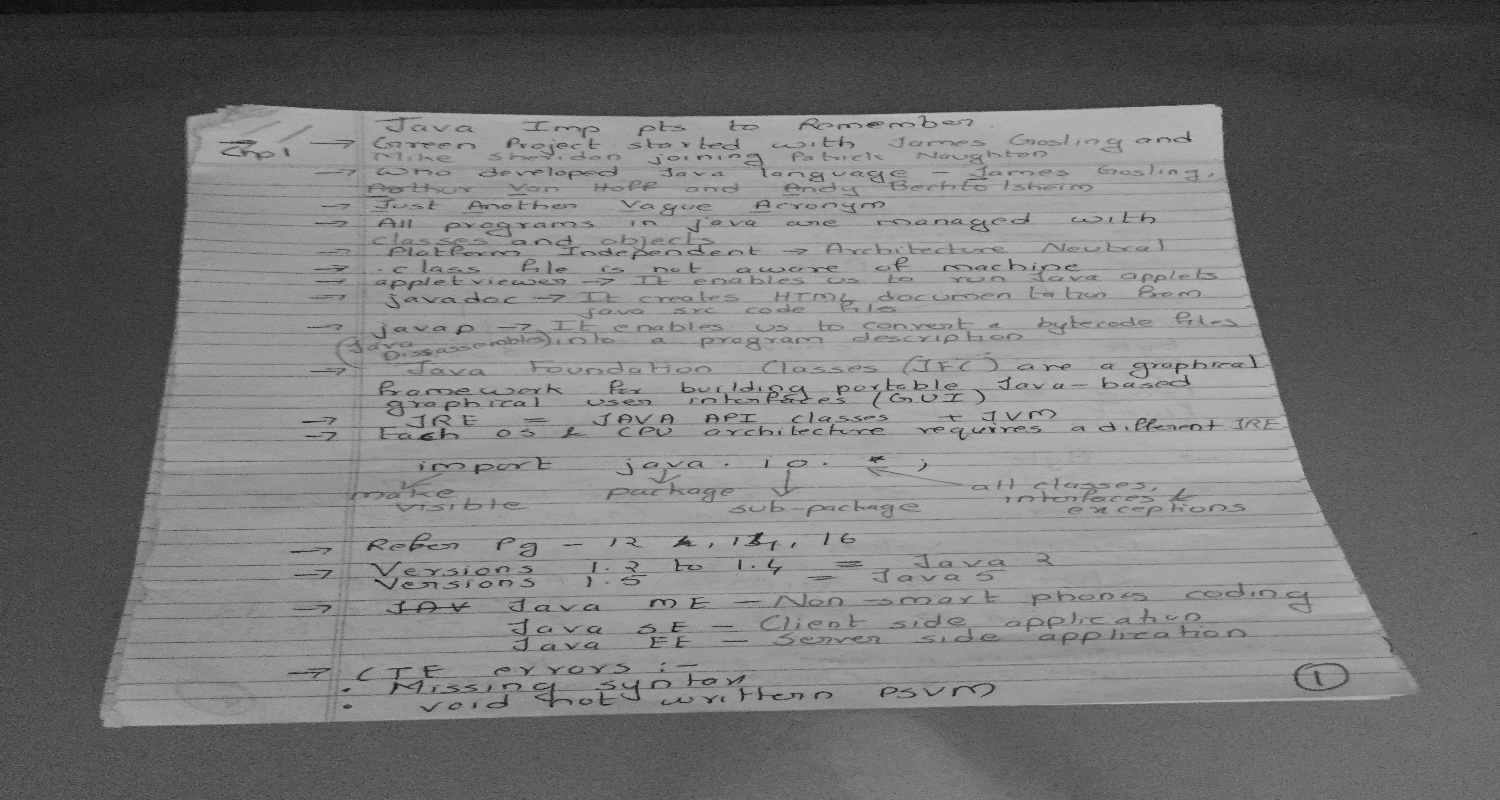 Java Imp pts to Remember
Chp 1 → Green Project started with James Gosling and
Mike Sheridan joining Patrick Naughton
→ Who developed Java language - James Gosling,
Arthur Van Hoff and Andy Bechtolsheim
→ Just Another Vague Acronym
→ All programs in java are managed with
classes and objects
→ Platform Independent → Architecture Neutral
→ .class file is not aware of machine
→ appletviewer → It enables us to run Java applets
→ javadoc → It creates HTML documentation from
java src code files
→ javap → It enables us to convert a bytecode files
(Java Dissassembler) into a program description
→ Java Foundation Classes (JFC) are a graphical
framework for building portable Java-based
graphical user interfaces (GUI)
→ JRE = JAVA API classes + JVM
→ Each OS & CPU architecture requires a different JRE
import java . io . * ;
make visible package sub-package all classes, interfaces & exceptions
→ Refer Pg - 12 , 16
→ Versions 1.2 to 1.4 = Java 2
Versions 1.5 = Java 5
→ JAV Java ME - Non-smart phones coding
Java SE - Client side application
Java EE - Server side application
→ CTE errors :-
• Missing syntax
• void not written PSVM
1